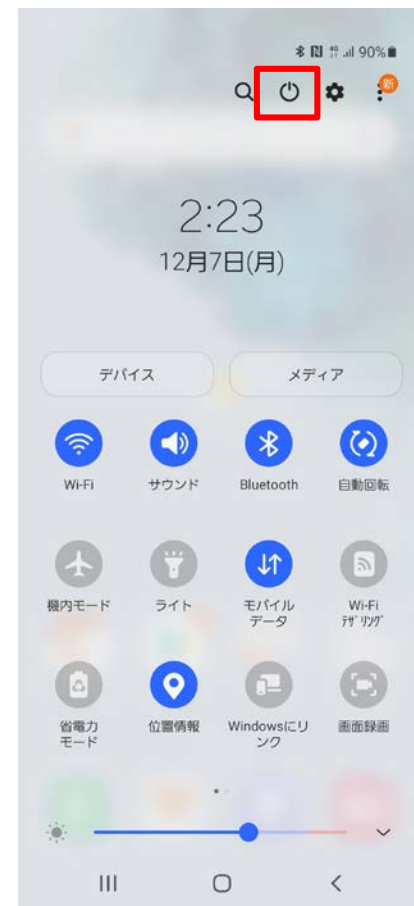 90%
新
2:23
12月7日(月)
デバイス メディア
Wi-Fi サウンド Bluetooth 自動回転
機内モード ライト モバイル Wi-Fi
データ ﾃｻﾞﾘﾝｸﾞ
省電力 位置情報 Windowsにリ 画面録画
モード ンク